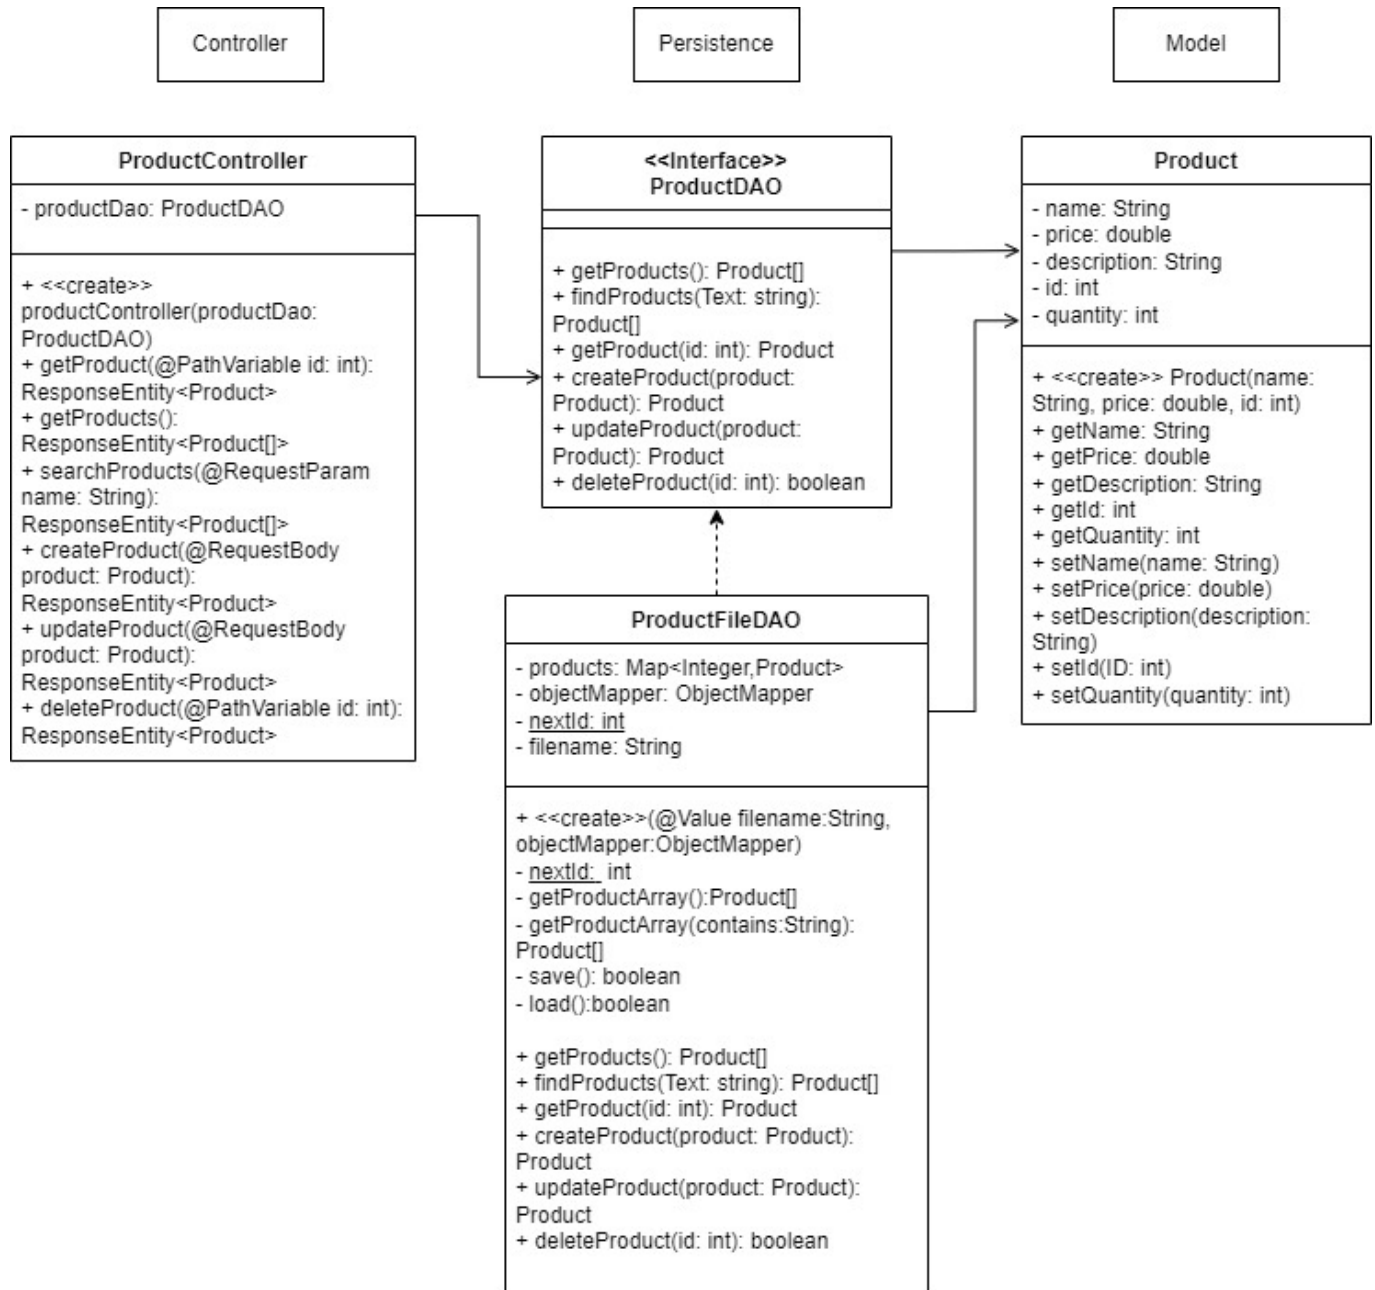 Controller
Persistence
Model
ProductController
- productDao: ProductDAO
+ <<create>>
productController(productDao:
ProductDAO)
+ getProduct(@PathVariable id: int):
ResponseEntity<Product>
+ getProducts():
ResponseEntity<Product[]>
+ searchProducts(@RequestParam
name: String):
ResponseEntity<Product[]>
+ createProduct(@RequestBody
product: Product):
ResponseEntity<Product>
+ updateProduct(@RequestBody
product: Product):
ResponseEntity<Product>
+ deleteProduct(@PathVariable id: int):
ResponseEntity<Product>
<<Interface>>
ProductDAO
+ getProducts(): Product[]
+ findProducts(Text: string):
Product[]
+ getProduct(id: int): Product
+ createProduct(product:
Product): Product
+ updateProduct(product:
Product): Product
+ deleteProduct(id: int): boolean
Product
- name: String
- price: double
- description: String
- id: int
- quantity: int
+ <<create>> Product(name:
String, price: double, id: int)
+ getName: String
+ getPrice: double
+ getDescription: String
+ getId: int
+ getQuantity: int
+ setName(name: String)
+ setPrice(price: double)
+ setDescription(description:
String)
+ setId(ID: int)
+ setQuantity(quantity: int)
ProductFileDAO
- products: Map<Integer,Product>
- objectMapper: ObjectMapper
- nextId: int
- filename: String
+ <<create>>(@Value filename:String,
objectMapper:ObjectMapper)
- nextId: int
- getProductArray():Product[]
- getProductArray(contains:String):
Product[]
- save(): boolean
- load():boolean
+ getProducts(): Product[]
+ findProducts(Text: string): Product[]
+ getProduct(id: int): Product
+ createProduct(product: Product):
Product
+ updateProduct(product: Product):
Product
+ deleteProduct(id: int): boolean